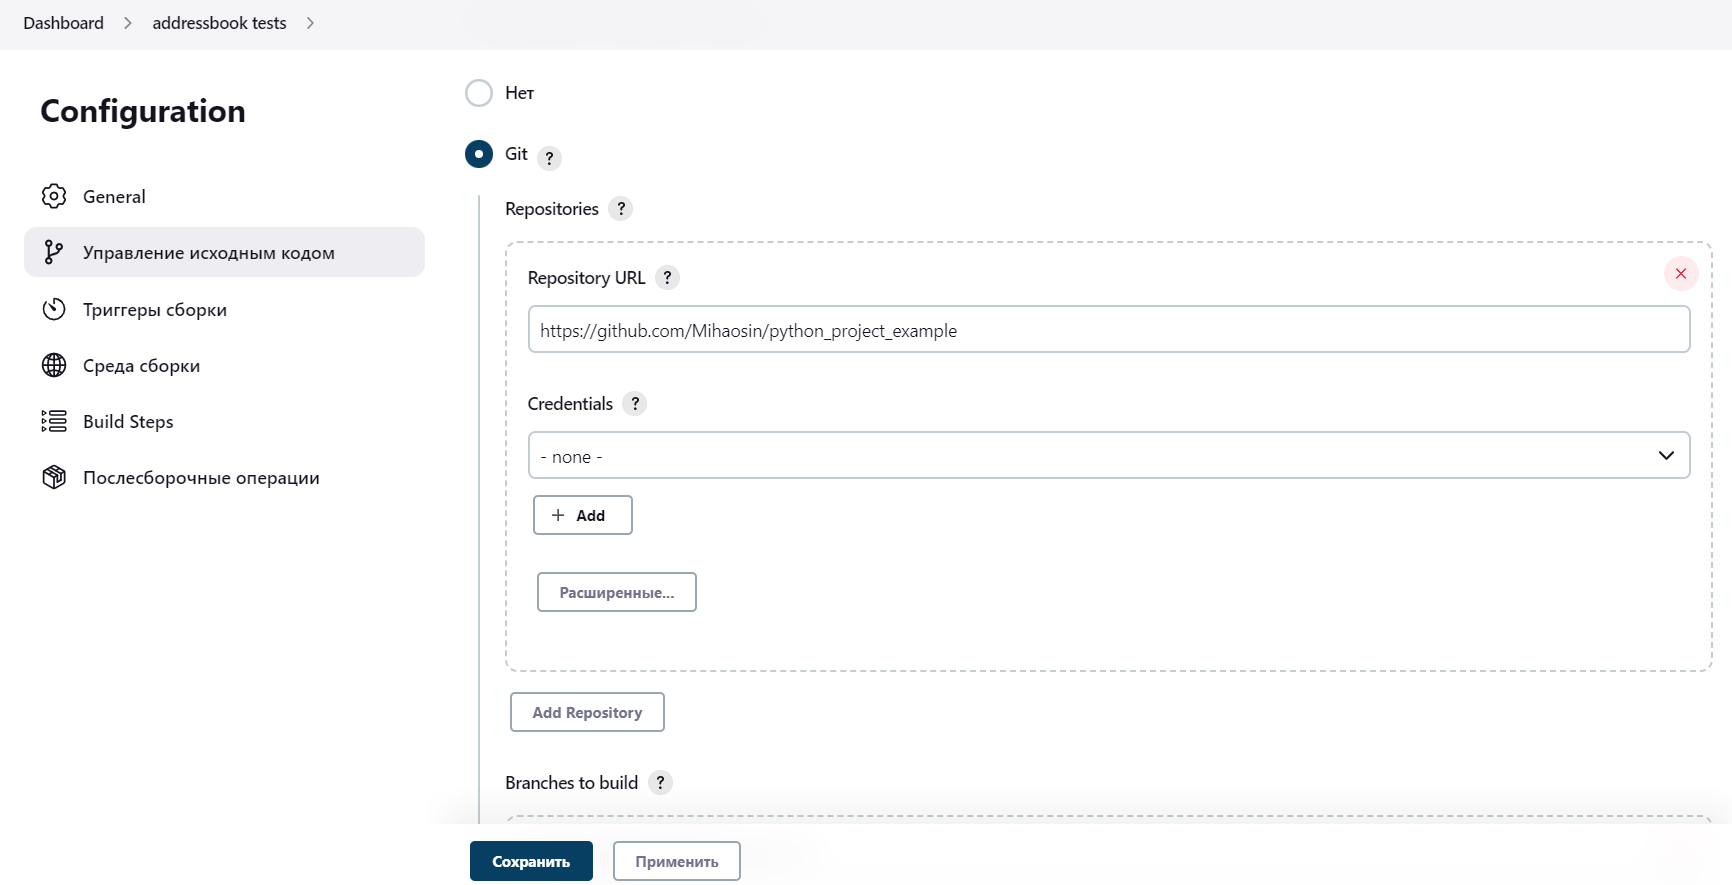 Dashboard > addressbook tests >
Configuration
General
Управление исходным кодом
Триггеры сборки
Среда сборки
Build Steps
Послесборочные операции
Нет
Git ?
Repositories ?
Repository URL ?
https://github.com/Mihaosin/python_project_example
Credentials ?
- none -
+ Add
Расширенные...
Add Repository
Branches to build ?
Сохранить
Применить